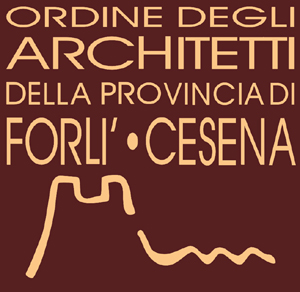 ORDINE DEGLI
ARCHITETTI
DELLA PROVINCIA DI
FORLI' • CESENA